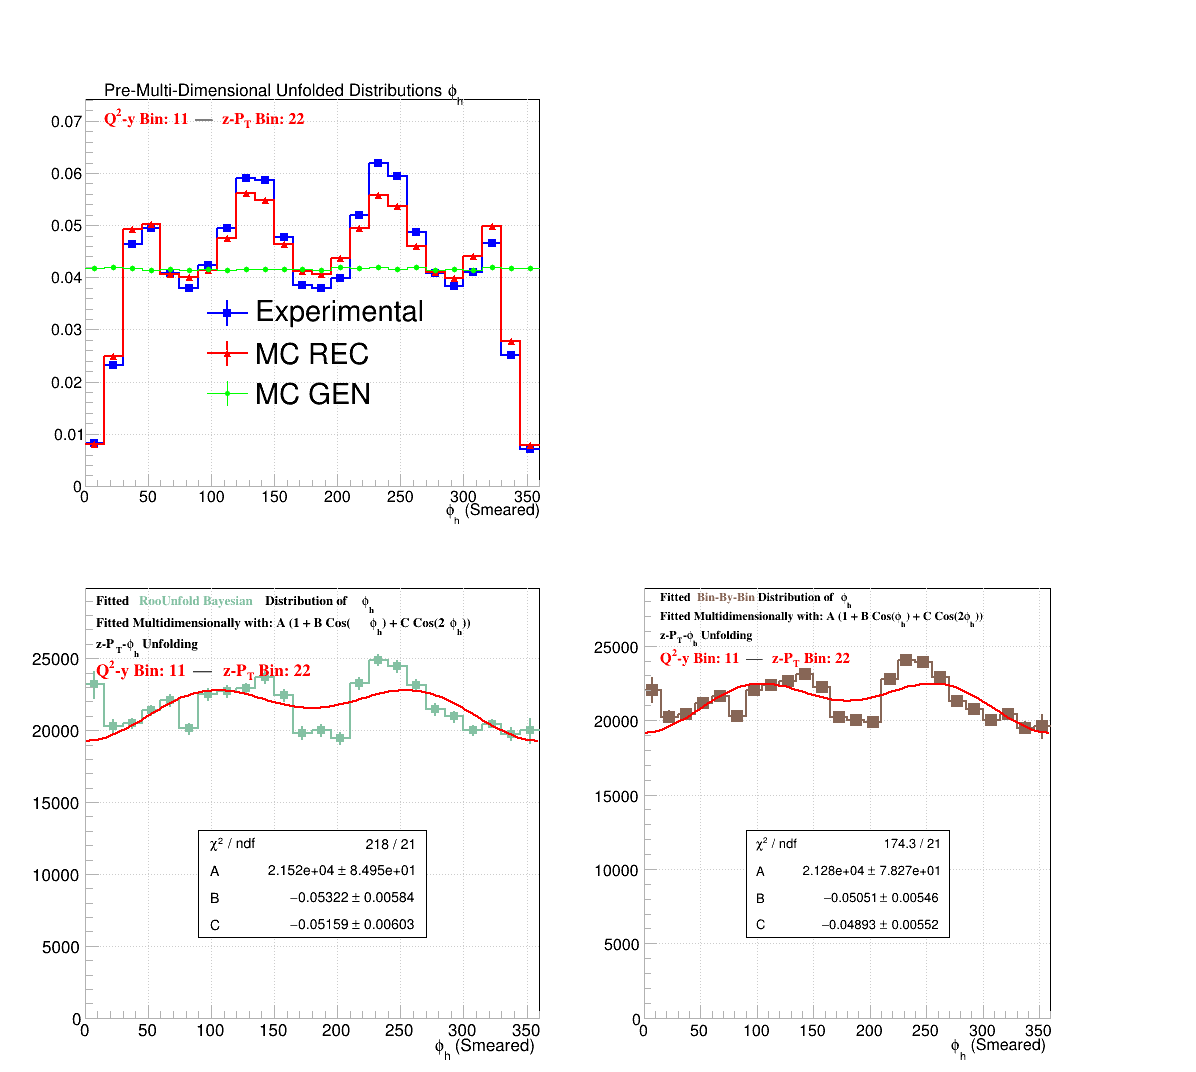 Pre-Multi-Dimensional Unfolded Distributions ϕh
Q²-y Bin: 11 — z-PT Bin: 22
0.07
0.06
0.05
0.04
0.03
0.02
0.01
0
Experimental
MC REC
MC GEN
0 50 100 150 200 250 300 350
ϕh (Smeared)
Fitted RooUnfold Bayesian Distribution of ϕh
Fitted Multidimensionally with: A (1 + B Cos( ϕh) + C Cos(2 ϕh))
z-PT-ϕh Unfolding
Q²-y Bin: 11 — z-PT Bin: 22
25000
20000
15000
10000
5000
0
χ² / ndf 218 / 21
A 2.152e+04 ± 8.495e+01
B −0.05322 ± 0.00584
C −0.05159 ± 0.00603
0 50 100 150 200 250 300 350
ϕh (Smeared)
Fitted Bin-By-Bin Distribution of ϕh
Fitted Multidimensionally with: A (1 + B Cos(ϕh) + C Cos(2ϕh))
z-PT-ϕh Unfolding
Q²-y Bin: 11 — z-PT Bin: 22
25000
20000
15000
10000
5000
0
χ² / ndf 174.3 / 21
A 2.128e+04 ± 7.827e+01
B −0.05051 ± 0.00546
C −0.04893 ± 0.00552
0 50 100 150 200 250 300 350
ϕh (Smeared)